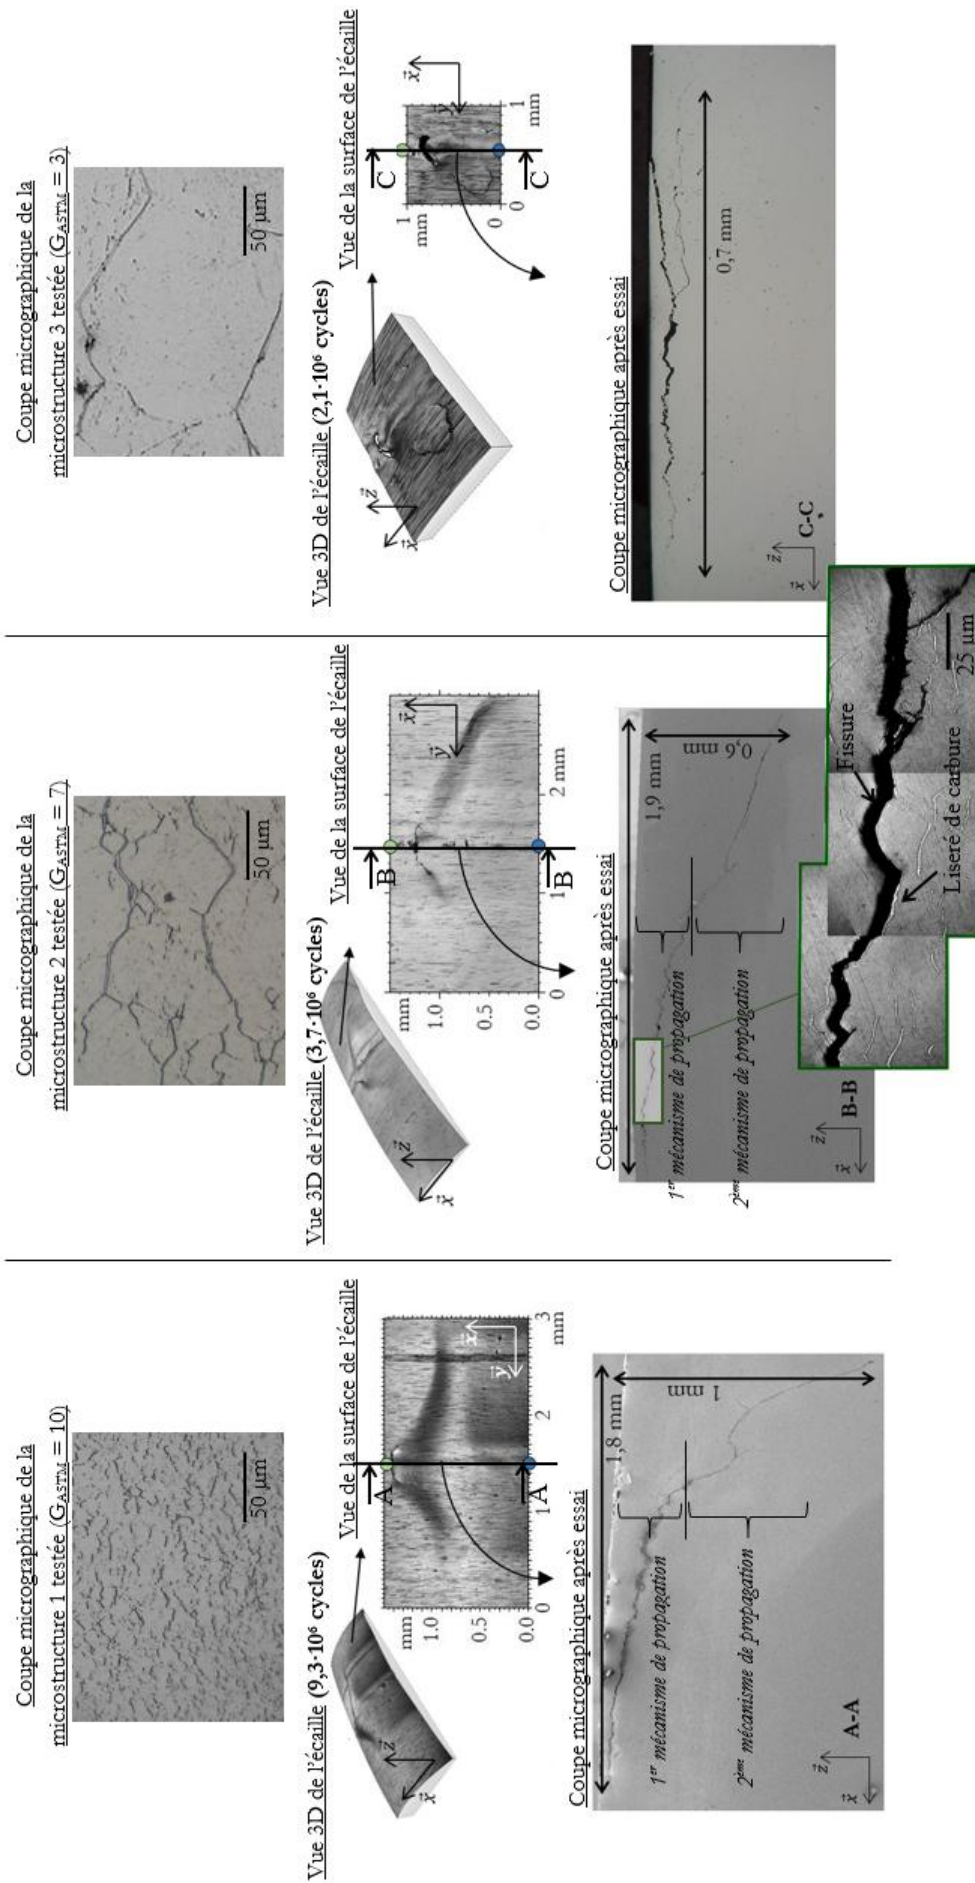 Coupe micrographique de la
microstructure 1 testée (G_ASTM = 10)
50 µm
Vue 3D de l'écaille (9,3·10⁶ cycles)
z⃗
x⃗
Vue de la surface de l'écaille
mm
1.0
0.5
0.0
0
1
2
3
mm
A
A
x⃗
y⃗
Coupe micrographique après essai
1,8 mm
1 mm
1ᵉʳ mécanisme de propagation
2ᵉᵐᵉ mécanisme de propagation
z⃗
x⃗
A-A
Coupe micrographique de la
microstructure 2 testée (G_ASTM = 7)
50 µm
Vue 3D de l'écaille (3,7·10⁶ cycles)
z⃗
x⃗
Vue de la surface de l'écaille
mm
1.0
0.5
0.0
0
1
2 mm
B
B
x⃗
y⃗
Coupe micrographique après essai
1,9 mm
0,6 mm
1ᵉʳ mécanisme de propagation
2ᵉᵐᵉ mécanisme de propagation
z⃗
x⃗
B-B
Fissure
Liseré de carbure
25 µm
Coupe micrographique de la
microstructure 3 testée (G_ASTM = 3)
50 µm
Vue 3D de l'écaille (2,1·10⁶ cycles)
z⃗
x⃗
Vue de la surface de l'écaille
1
mm
0
0
1
mm
C
C
x⃗
y⃗
Coupe micrographique après essai
0,7 mm
z⃗
x⃗
C-C